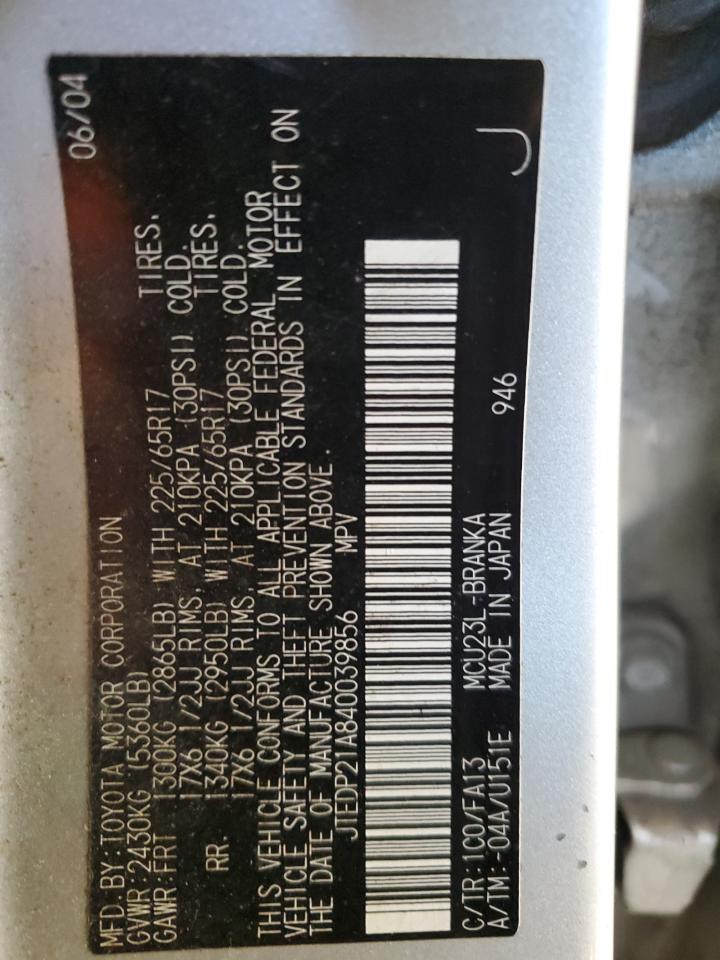 MFD.BY:TOYOTA MOTOR CORPORATION 06/04
GVWR 2430KG (5360LB)
GAWR FRT 1300KG (2865LB) WITH 225/65R17 TIRES.
17X6 1/2JJ RIMS, AT 210KPA (30PSI) COLD.
RR 1340KG (2950LB) WITH 225/65R17 TIRES.
17X6 1/2JJ RIMS, AT 210KPA (30PSI) COLD.
THIS VEHICLE CONFORMS TO ALL APPLICABLE FEDERAL MOTOR
VEHICLE SAFETY AND THEFT PREVENTION STANDARDS IN EFFECT ON
THE DATE OF MANUFACTURE SHOWN ABOVE.
JTEDP21A840039856 MPV
C/TR:1C0/FA13 MCU23L-BRANKA
A/TM:-04A/U151E MADE IN JAPAN 946 J